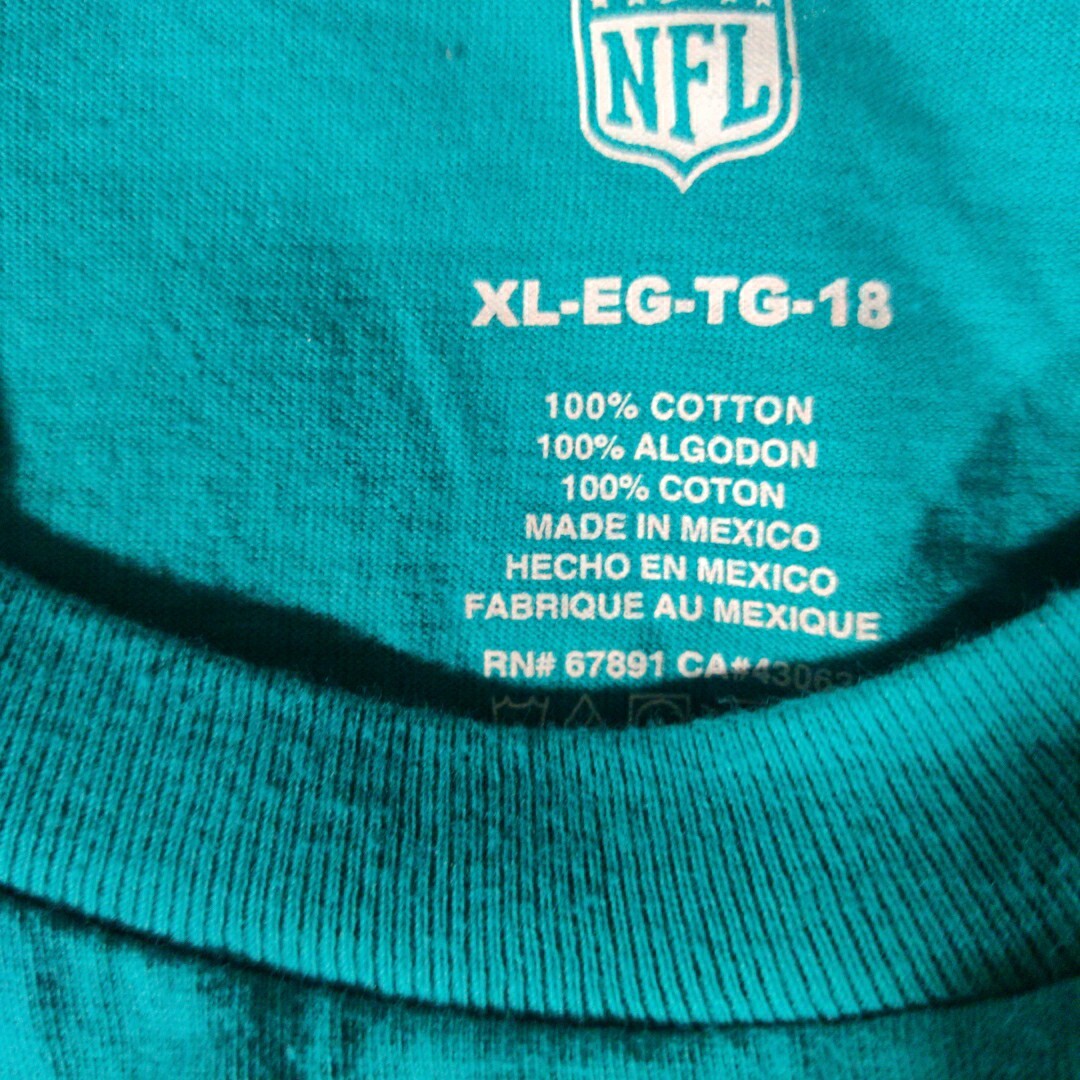 NFL
XL-EG-TG-18
100% COTTON
100% ALGODON
100% COTON
MADE IN MEXICO
HECHO EN MEXICO
FABRIQUE AU MEXIQUE
RN# 67891 CA#